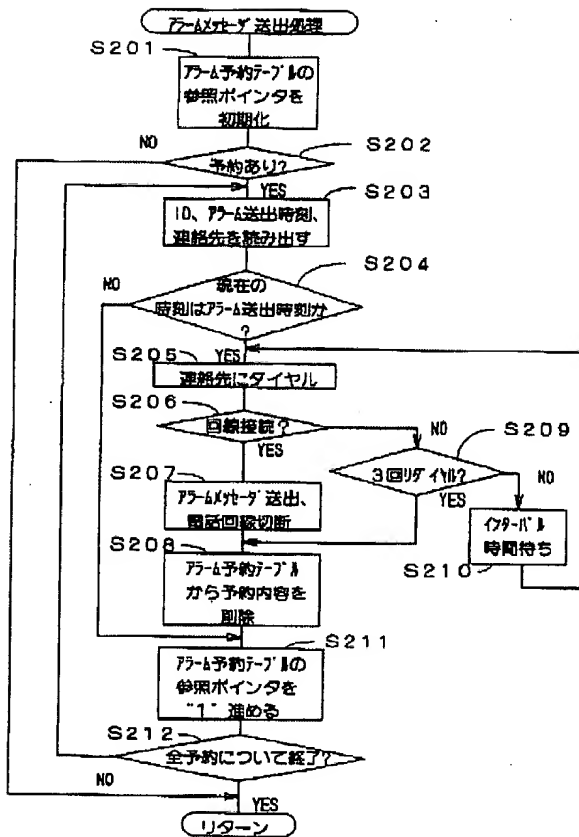 アラームメッセージ送出処理
S201
アラーム予約テーブルの
参照ポインタを
初期化
NO
S202
予約あり?
YES
S203
ID、アラーム送出時刻、
連絡先を読み出す
S204
NO
現在の
時刻はアラーム送出時刻か
?
S205
YES
連絡先にダイヤル
S206
回線接続?
NO
S209
YES
3回リダイヤル?
NO
S207
YES
アラームメッセージ送出、
電話回線切断
インターバル
時間待ち
S208
S210
アラーム予約テーブル
から予約内容を
削除
S211
アラーム予約テーブルの
参照ポインタを
"1"進める
S212
全予約について終了?
NO
YES
リターン